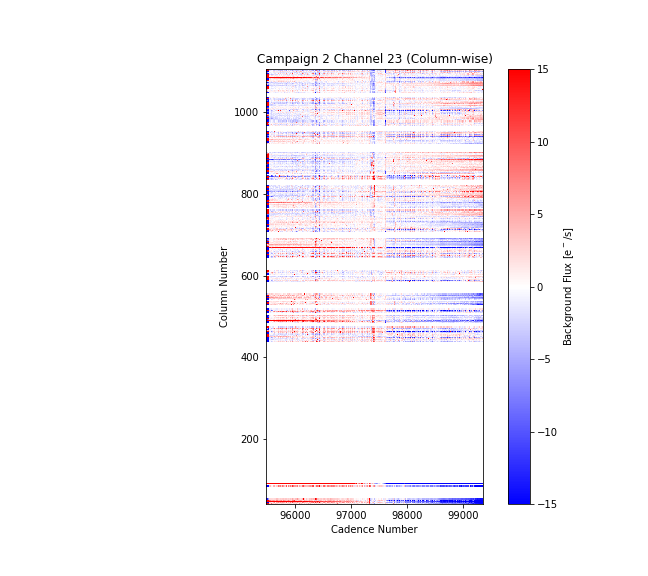 Campaign 2 Channel 23 (Column-wise)
Column Number
1000
800
600
400
200
96000 97000 98000 99000
Cadence Number
15
10
5
0
−5
−10
−15
Background Flux [e⁻/s]